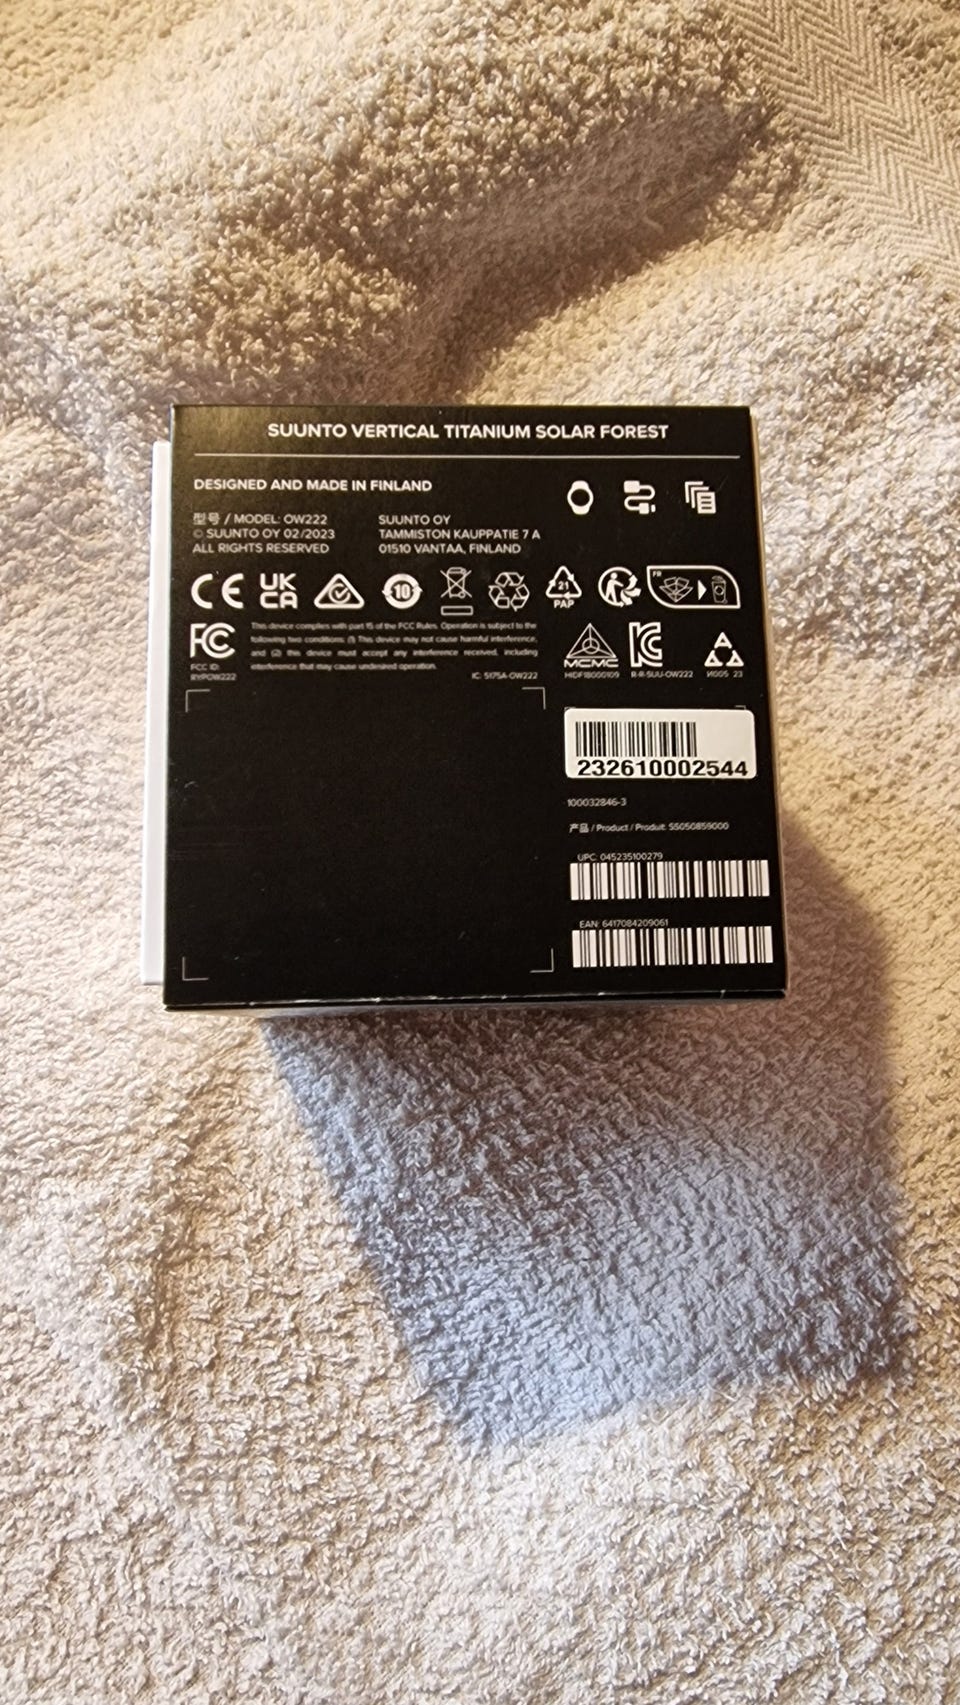 SUUNTO VERTICAL TITANIUM SOLAR FOREST
DESIGNED AND MADE IN FINLAND
型号 / MODEL: OW222
© SUUNTO OY 02/2023
ALL RIGHTS RESERVED
SUUNTO OY
TAMMISTON KAUPPATIE 7 A
01510 VANTAA, FINLAND
CE
UK
CA
10
21
PAP
FR
FC
FCC ID:
RYPOW222
This device complies with part 15 of the FCC Rules. Operation is subject to the
following two conditions: (1) This device may not cause harmful interference,
and (2) this device must accept any interference received, including
interference that may cause undesired operation.
IC: 5175A-OW222
MCMC
HIDF18000109
KC
R-R-SUU-OW222
A
N005 23
232610002544
100032846-3
产品 / Product / Produit: SS050859000
UPC: 045235100279
EAN: 6417084209061